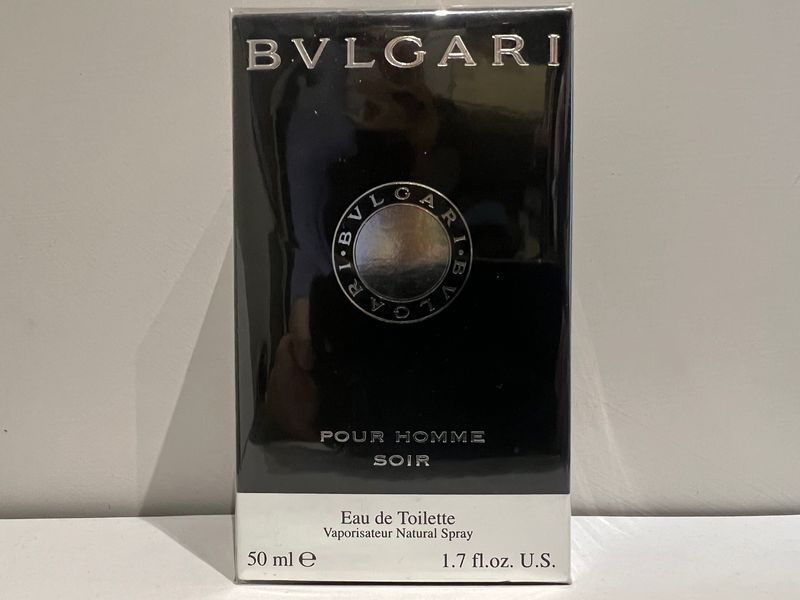 BVLGARI
BVLGARI • BVLGARI •
POUR HOMME
SOIR
Eau de Toilette
Vaporisateur Natural Spray
50 ml ℮ 1.7 fl.oz. U.S.